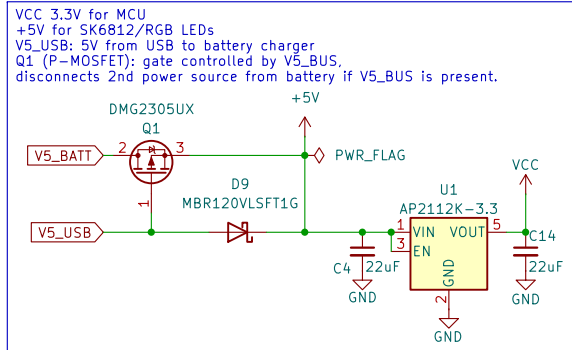 VCC 3.3V for MCU
+5V for SK6812/RGB LEDs
V5_USB: 5V from USB to battery charger
Q1 (P-MOSFET): gate controlled by V5_BUS,
disconnects 2nd power source from battery if V5_BUS is present.
DMG2305UX
Q1
+5V
V5_BATT
2
3
PWR_FLAG
1
D9
MBR120VLSFT1G
V5_USB
VCC
U1
AP2112K-3.3
1
VIN
VOUT
5
3
EN
GND
2
C4
22uF
GND
C14
22uF
GND
GND